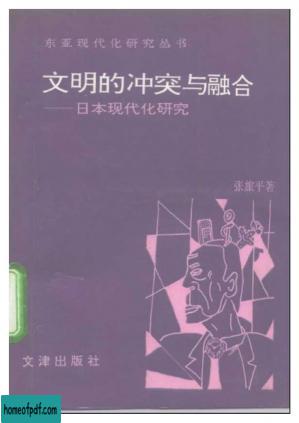 东亚现代化研究丛书
文明的冲突与融合
——日本现代化研究
张旅平著
文津出版社
homeofpdf.com